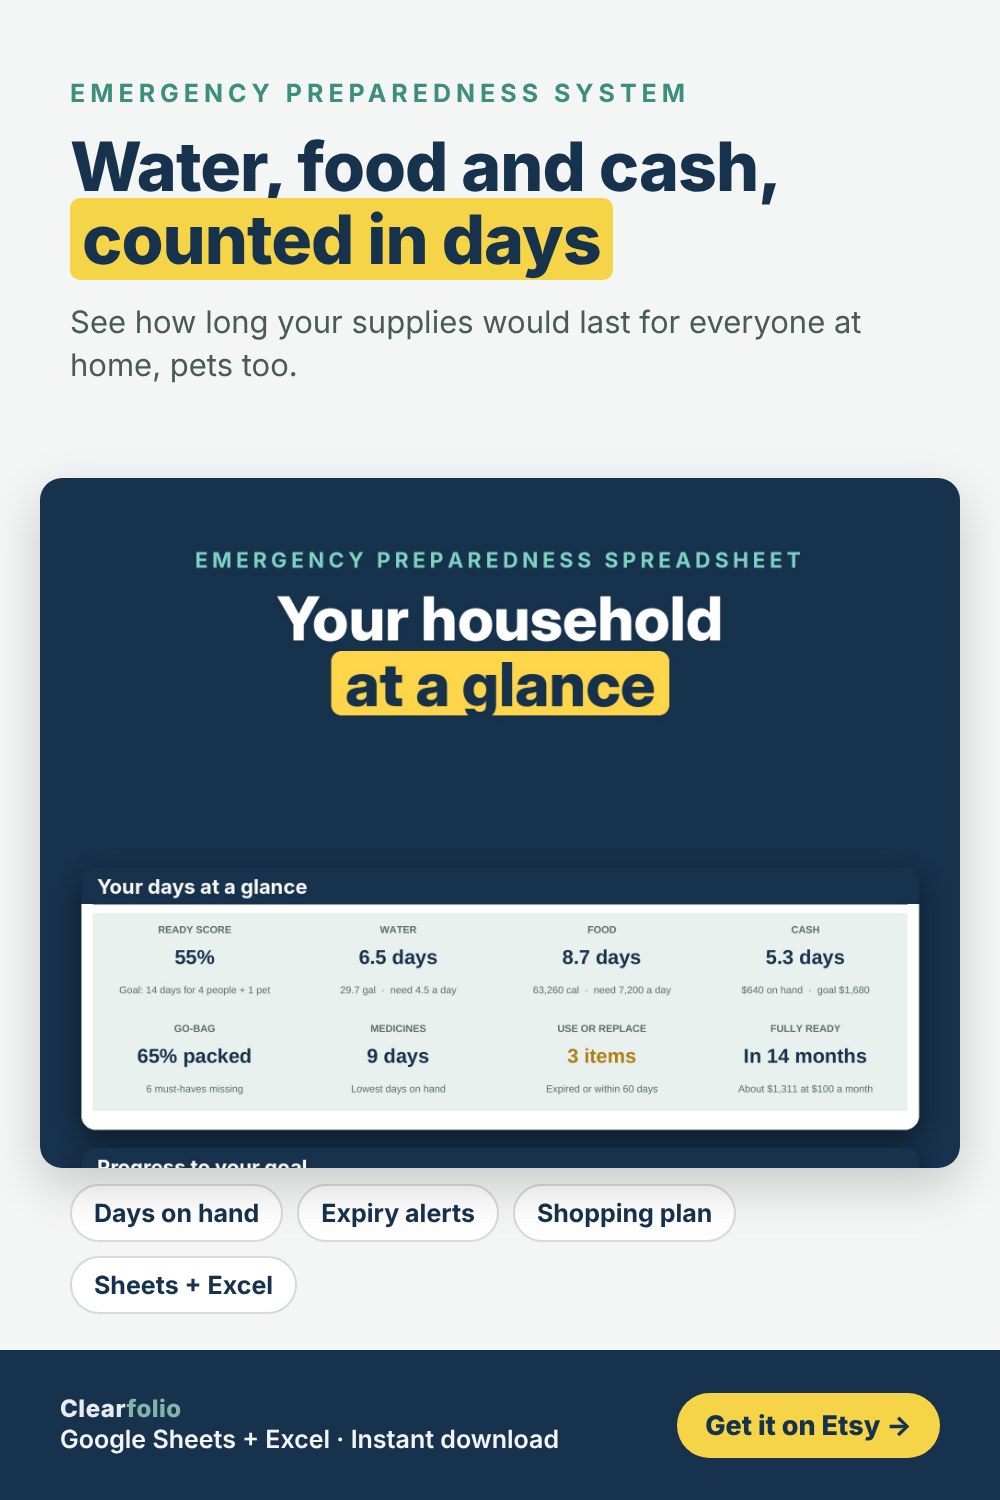 EMERGENCY PREPAREDNESS SYSTEM
Water, food and cash,
counted in days
See how long your supplies would last for everyone at
home, pets too.
EMERGENCY PREPAREDNESS SPREADSHEET
Your household
at a glance
Your days at a glance
READY SCORE WATER FOOD CASH
55% 6.5 days 8.7 days 5.3 days
Goal: 14 days for 4 people + 1 pet 29.7 gal · need 4.5 a day 63,260 cal · need 7,200 a day $640 on hand · goal $1,680
GO-BAG MEDICINES USE OR REPLACE FULLY READY
65% packed 9 days 3 items In 14 months
6 must-haves missing Lowest days on hand Expired or within 60 days About $1,311 at $100 a month
Progress to your goal
Days on hand Expiry alerts Shopping plan
Sheets + Excel
Clearfolio
Google Sheets + Excel · Instant download
Get it on Etsy →